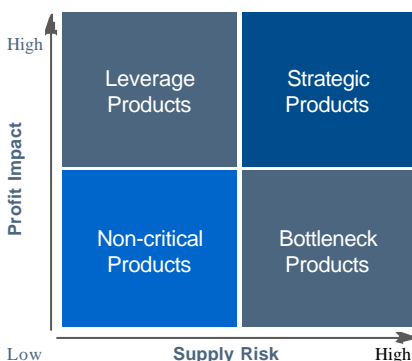 High
Leverage
Products
Strategic
Products
Profit Impact
Non-critical
Products
Bottleneck
Products
Low
Supply Risk
High